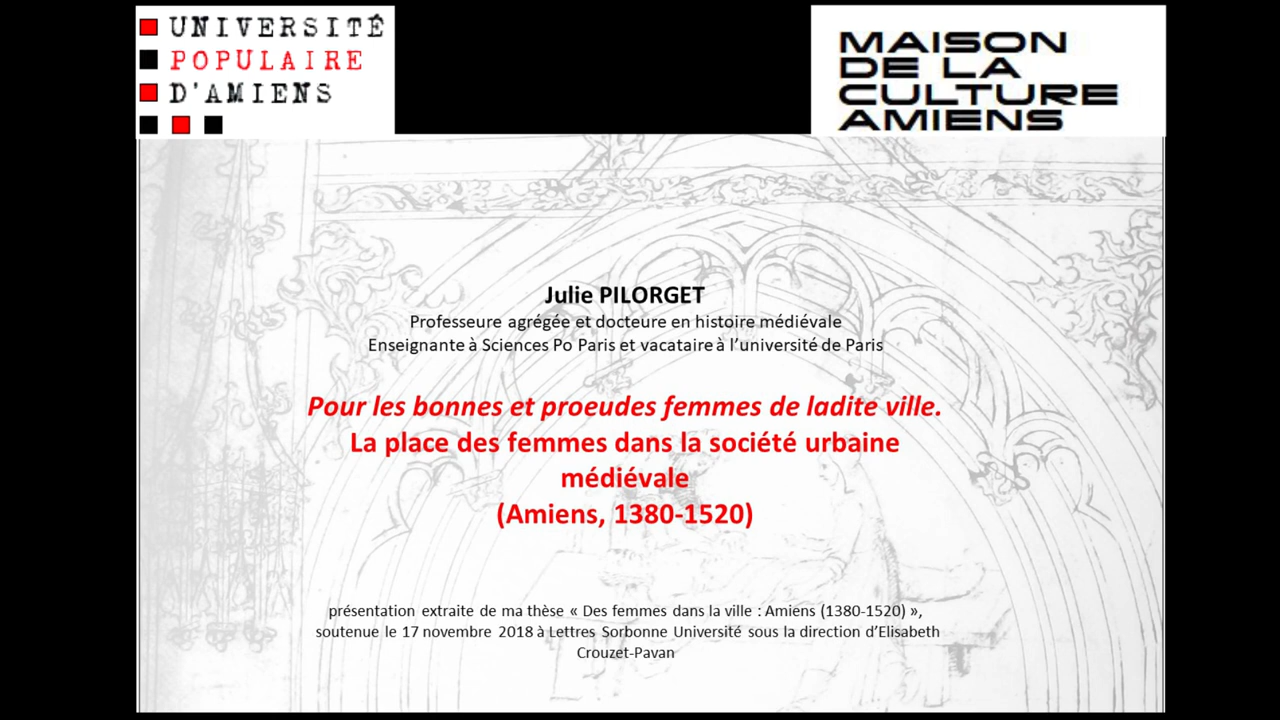 UNIVERSITÉ
POPULAIRE
D'AMIENS
MAISON
DE LA
CULTURE
AMIENS
Julie PILORGET
Professeure agrégée et docteure en histoire médiévale
Enseignante à Sciences Po Paris et vacataire à l'université de Paris
Pour les bonnes et proeudes femmes de ladite ville.
La place des femmes dans la société urbaine
médiévale
(Amiens, 1380-1520)
présentation extraite de ma thèse « Des femmes dans la ville : Amiens (1380-1520) »,
soutenue le 17 novembre 2018 à Lettres Sorbonne Université sous la direction d'Elisabeth
Crouzet-Pavan